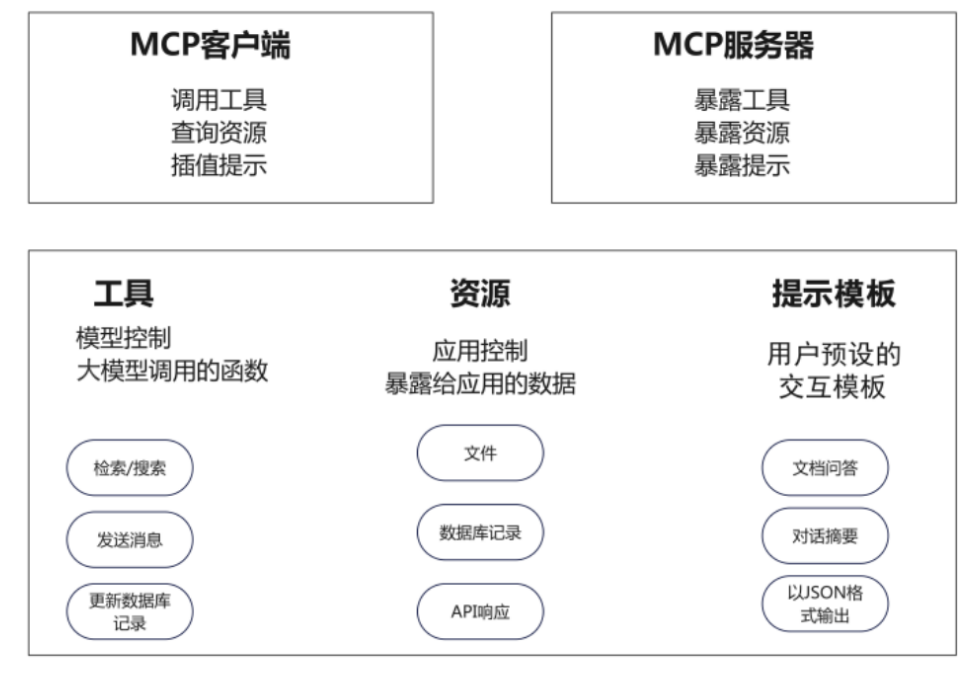 MCP客户端
调用工具
查询资源
插值提示
MCP服务器
暴露工具
暴露资源
暴露提示
工具
模型控制
大模型调用的函数
检索/搜索
发送消息
更新数据库
记录
资源
应用控制
暴露给应用的数据
文件
数据库记录
API响应
提示模板
用户预设的
交互模板
文档问答
对话摘要
以JSON格
式输出